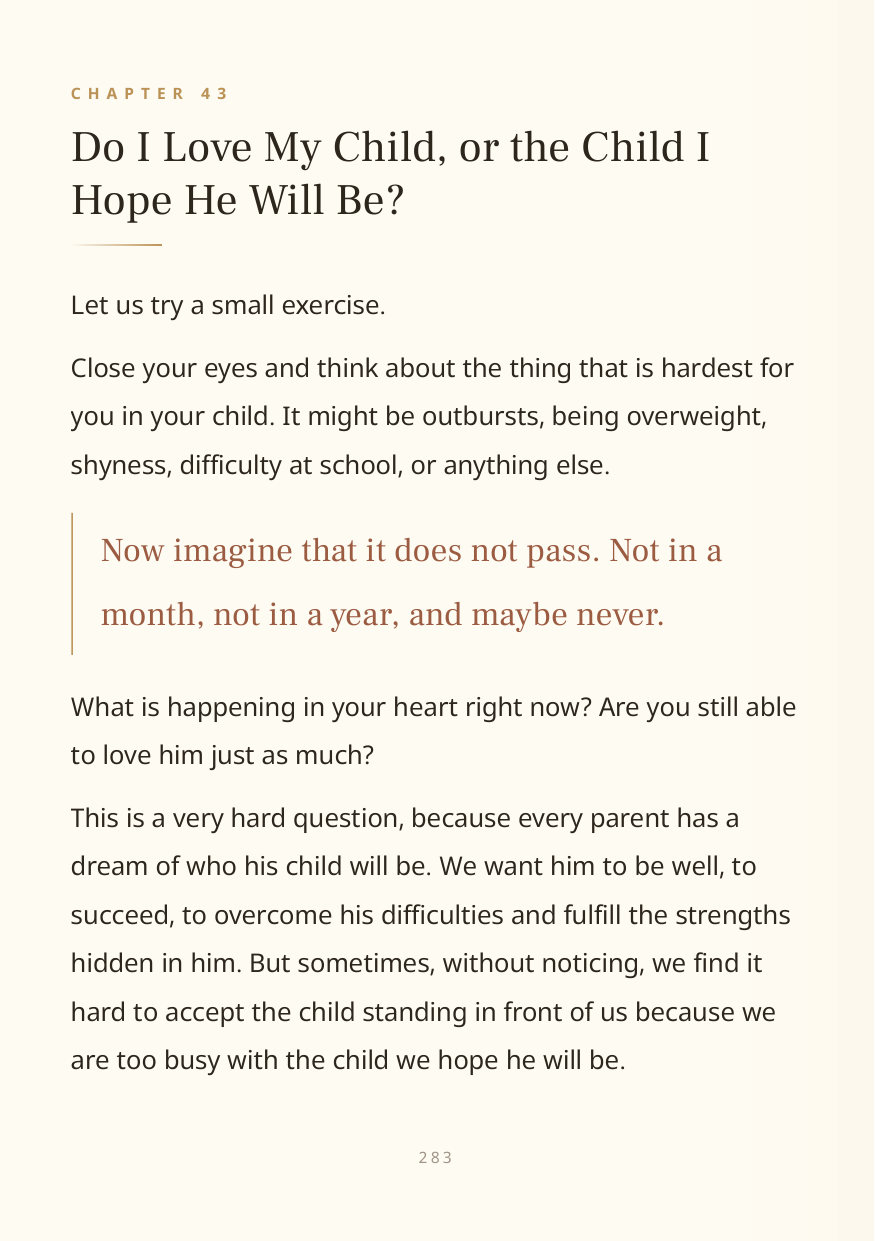 CHAPTER 43
Do I Love My Child, or the Child I
Hope He Will Be?
Let us try a small exercise.
Close your eyes and think about the thing that is hardest for
you in your child. It might be outbursts, being overweight,
shyness, difficulty at school, or anything else.
Now imagine that it does not pass. Not in a
month, not in a year, and maybe never.
What is happening in your heart right now? Are you still able
to love him just as much?
This is a very hard question, because every parent has a
dream of who his child will be. We want him to be well, to
succeed, to overcome his difficulties and fulfill the strengths
hidden in him. But sometimes, without noticing, we find it
hard to accept the child standing in front of us because we
are too busy with the child we hope he will be.
283